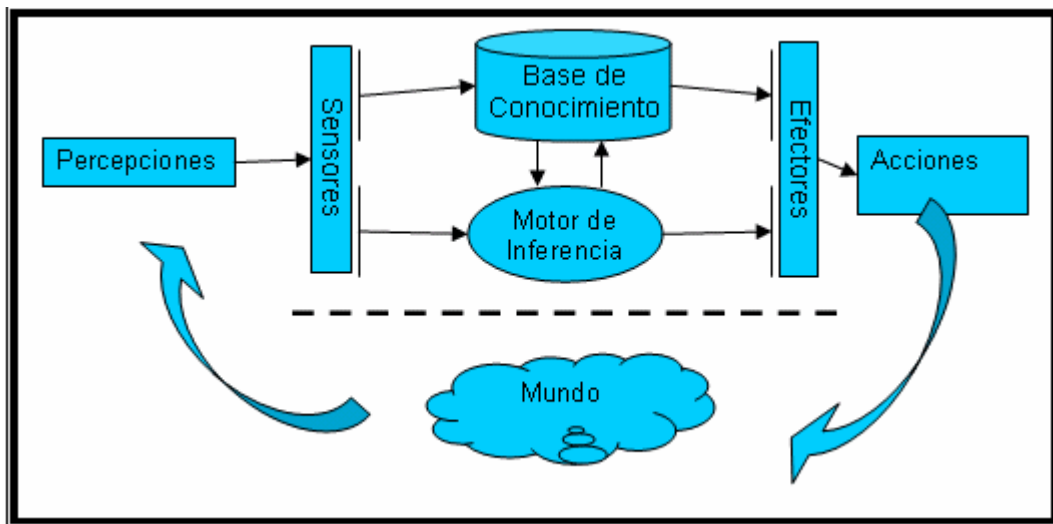 Percepciones
Sensores
Base de
Conocimiento
Motor de
Inferencia
Efectores
Acciones
Mundo